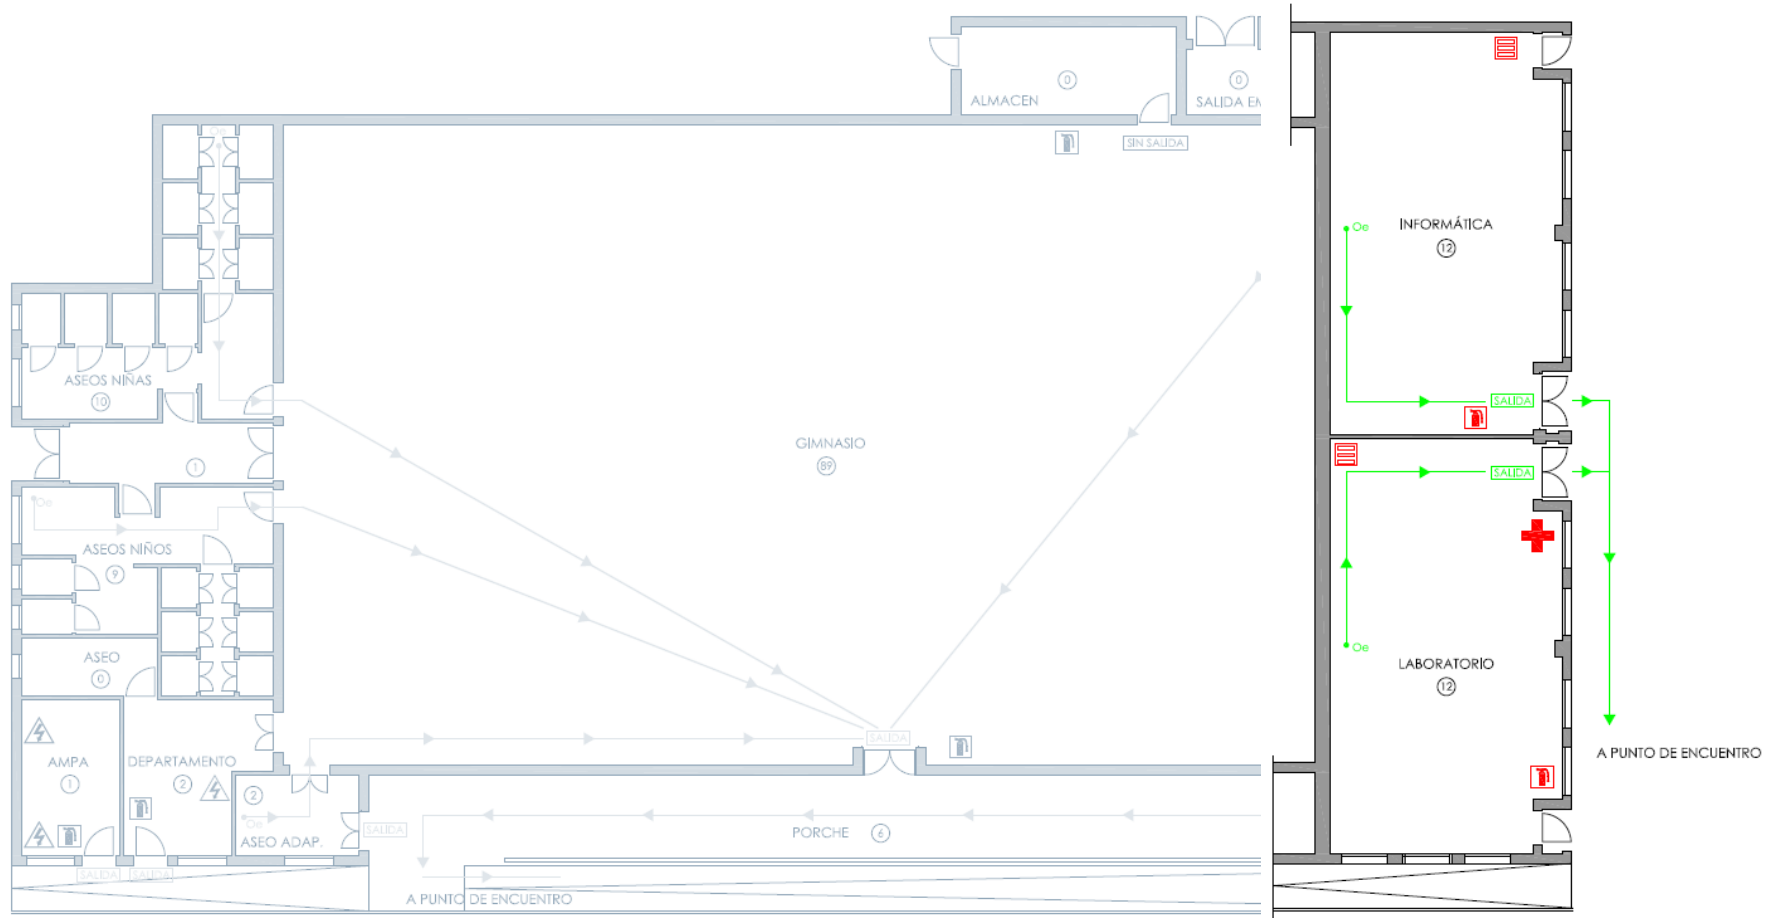 Oe
ALMACEN
0
0
SALIDA EM
SIN SALIDA
INFORMÁTICA
12
Oe
ASEOS NIÑAS
10
SALIDA
GIMNASIO
89
1
SALIDA
Oe
ASEOS NIÑOS
9
ASEO
0
Oe
LABORATORIO
12
SALIDA
AMPA
1
DEPARTAMENTO
2
2
Oe
ASEO ADAP.
SALIDA
PORCHE
6
A PUNTO DE ENCUENTRO
SALIDA
SALIDA
A PUNTO DE ENCUENTRO